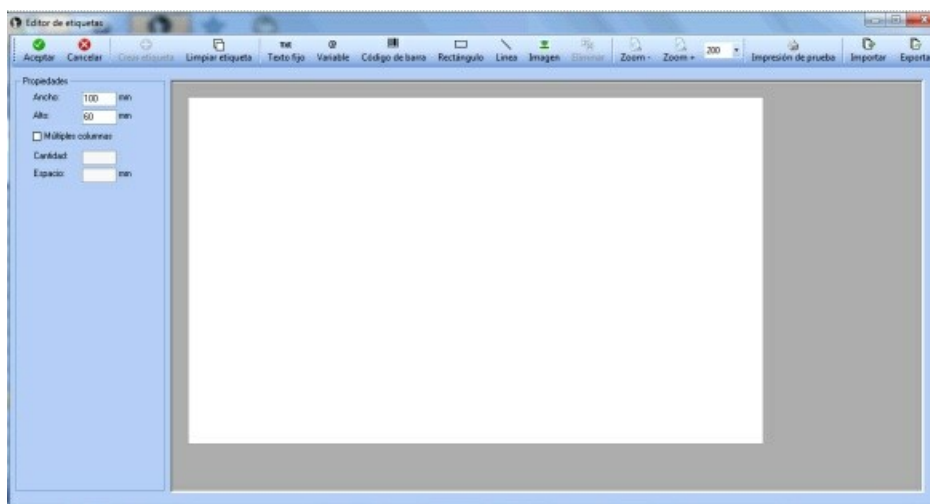 Editor de etiquetas
Aceptar Cancelar Crear etiqueta Limpiar etiqueta Texto fijo Variable Código de barra Rectángulo Linea Imagen Eliminar Zoom - Zoom + 200 Impresión de prueba Importar Exporta
Propiedades
Ancho: 100 mm
Alto: 60 mm
Múltiples columnas
Cantidad:
Espacio: mm